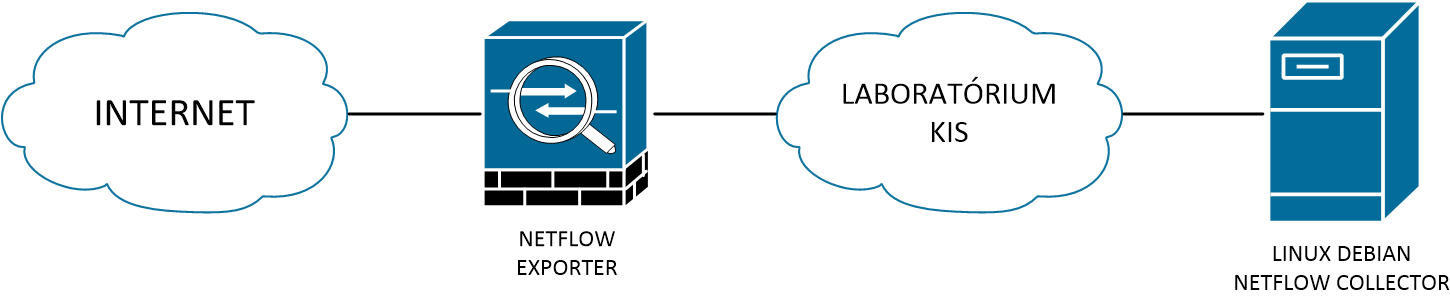 INTERNET
LABORATÓRIUM
KIS
NETFLOW
EXPORTER
LINUX DEBIAN
NETFLOW COLLECTOR